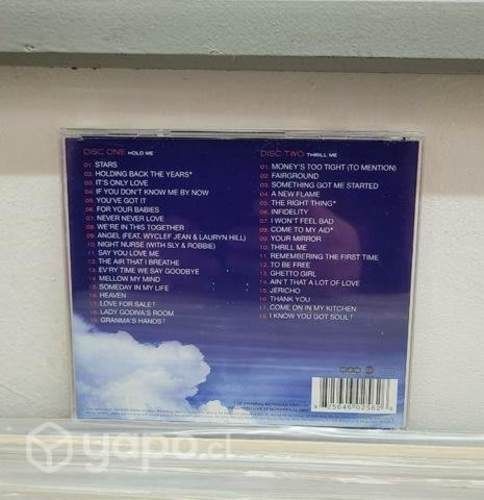 DISC ONE HOLD ME
01. STARS
02. HOLDING BACK THE YEARS*
03. IT'S ONLY LOVE
04. IF YOU DON'T KNOW ME BY NOW
05. YOU'VE GOT IT
06. FOR YOUR BABIES
07. NEVER NEVER LOVE
08. WE'RE IN THIS TOGETHER
09. ANGEL (FEAT. WYCLEF JEAN & LAURYN HILL)
10. NIGHT NURSE (WITH SLY & ROBBIE)
11. SAY YOU LOVE ME
12. THE AIR THAT I BREATHE
13. EV'RY TIME WE SAY GOODBYE
14. MELLOW MY MIND
15. SOMEDAY IN MY LIFE
16. HEAVEN
17. LOVE FOR SALE†
18. LADY GODIVA'S ROOM
19. GRANMA'S HANDS†
DISC TWO THRILL ME
01. MONEY'S TOO TIGHT (TO MENTION)
02. FAIRGROUND
03. SOMETHING GOT ME STARTED
04. A NEW FLAME
05. THE RIGHT THING*
06. INFIDELITY
07. I WON'T FEEL BAD
08. COME TO MY AID*
09. YOUR MIRROR
10. THRILL ME
11. REMEMBERING THE FIRST TIME
12. TO BE FREE
13. GHETTO GIRL
14. AIN'T THAT A LOT OF LOVE
15. JERICHO
16. THANK YOU
17. COME ON IN MY KITCHEN
18. I KNOW YOU GOT SOUL†
yapo.cl